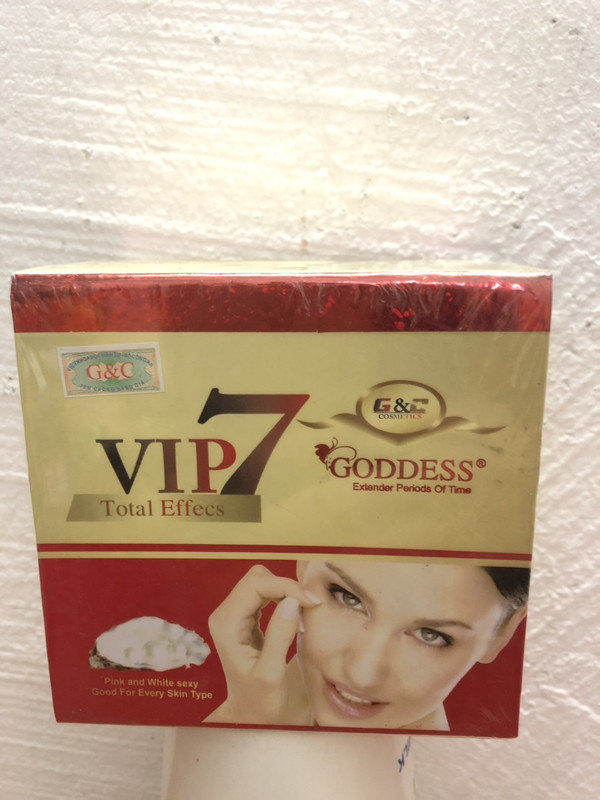 G&C
VIP7
Total Effecs
G&C
COSMETICS
GODDESS®
Extender Periods Of Time
Pink and White sexy
Good For Every Skin Type